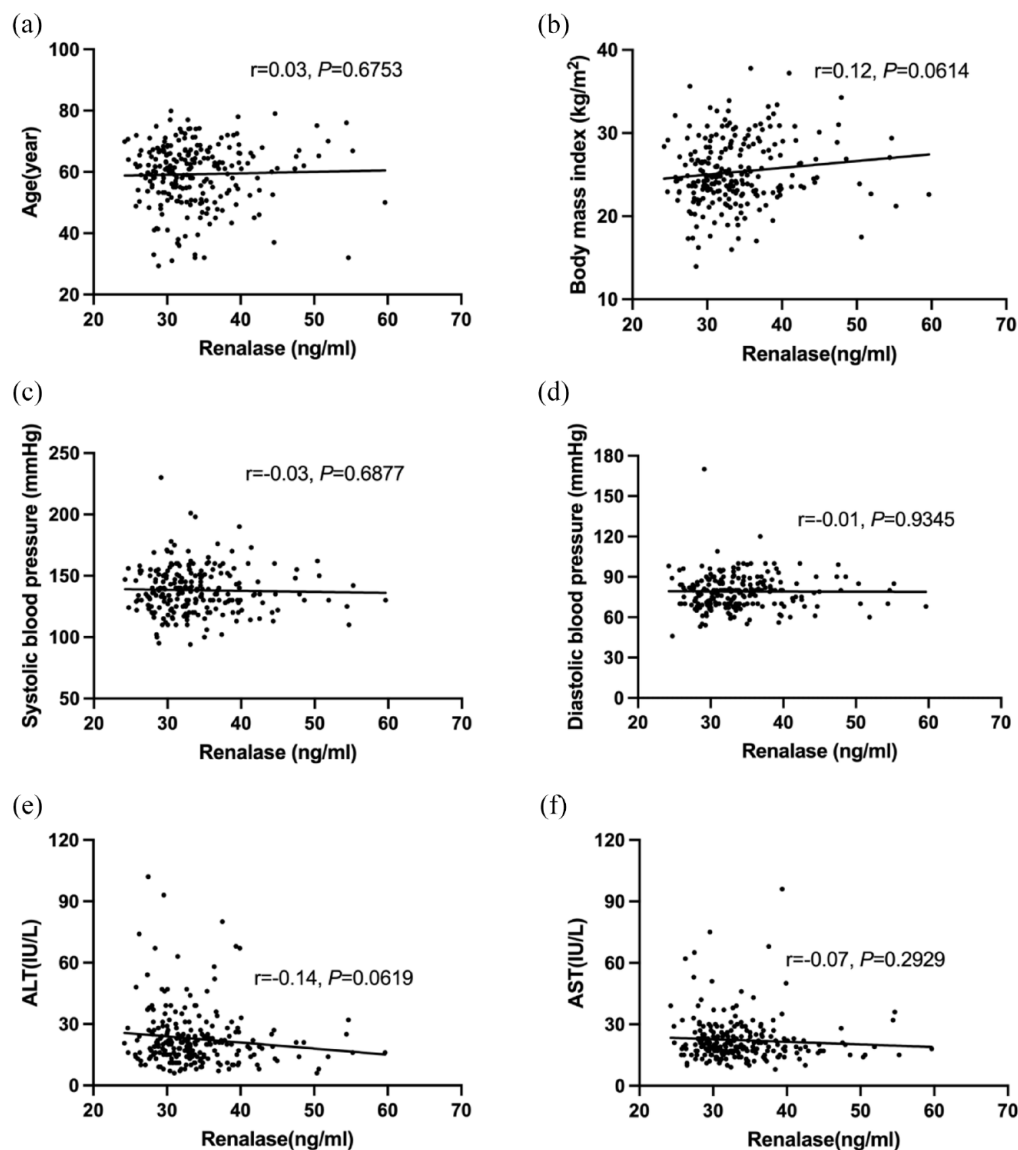 (a)
100
80
60
40
20
Age(year)
r=0.03, P=0.6753
20 30 40 50 60 70
Renalase (ng/ml)
(b)
40
30
20
10
Body mass index (kg/m²)
r=0.12, P=0.0614
20 30 40 50 60 70
Renalase(ng/ml)
(c)
250
200
150
100
50
Systolic blood pressure (mmHg)
r=-0.03, P=0.6877
20 30 40 50 60 70
Renalase (ng/ml)
(d)
180
150
120
90
60
30
0
Diastolic blood pressure (mmHg)
r=-0.01, P=0.9345
20 30 40 50 60 70
Renalase (ng/ml)
(e)
120
90
60
30
0
ALT(IU/L)
r=-0.14, P=0.0619
20 30 40 50 60 70
Renalase(ng/ml)
(f)
120
90
60
30
0
AST(IU/L)
r=-0.07, P=0.2929
20 30 40 50 60 70
Renalase(ng/ml)